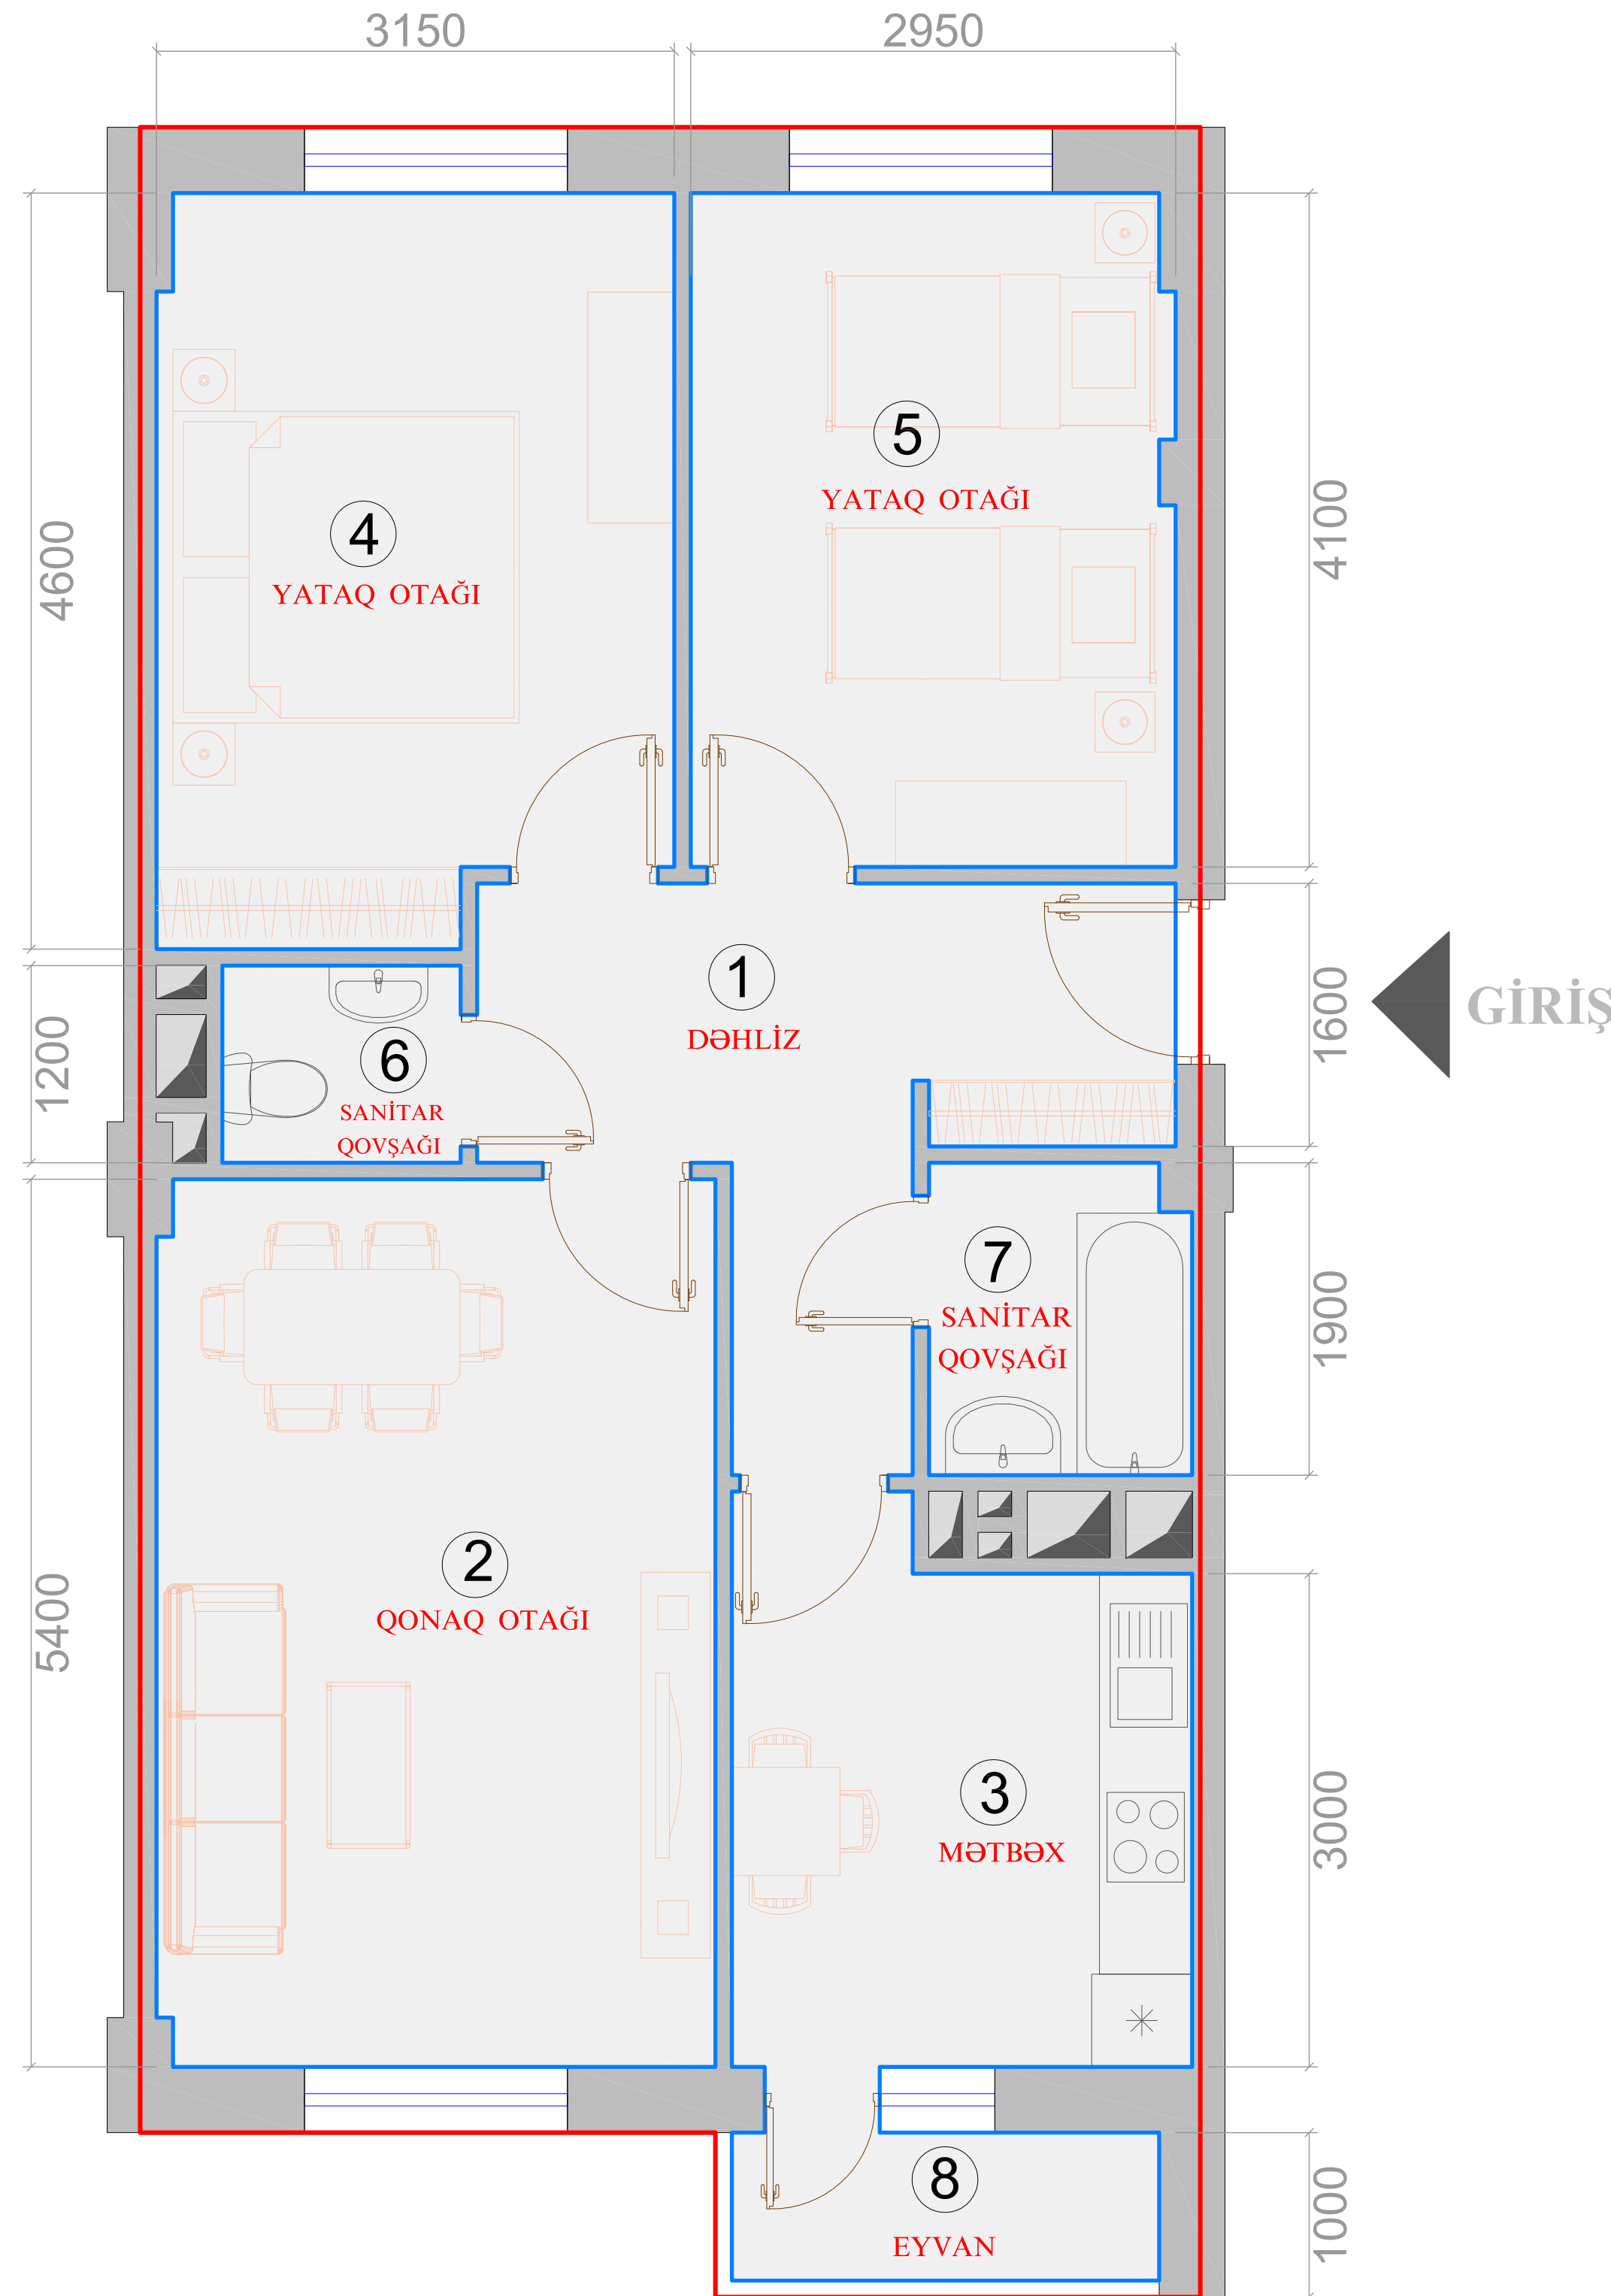 3150
2950
4600
4100
5
YATAQ OTAĞI
4
YATAQ OTAĞI
1
DƏHLİZ
1600
GİRİŞ
1200
6
SANİTAR
QOVŞAĞI
7
SANİTAR
QOVŞAĞI
1900
5400
2
QONAQ OTAĞI
3
MƏTBƏX
3000
8
EYVAN
1000